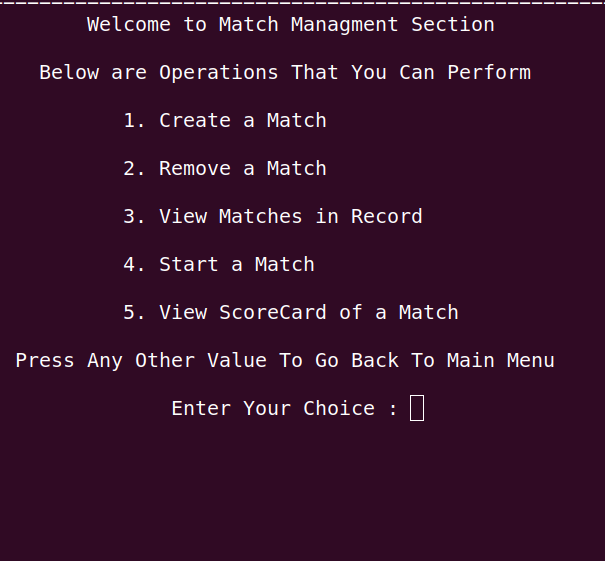 Welcome to Match Managment Section
Below are Operations That You Can Perform
1. Create a Match
2. Remove a Match
3. View Matches in Record
4. Start a Match
5. View ScoreCard of a Match
Press Any Other Value To Go Back To Main Menu
Enter Your Choice :